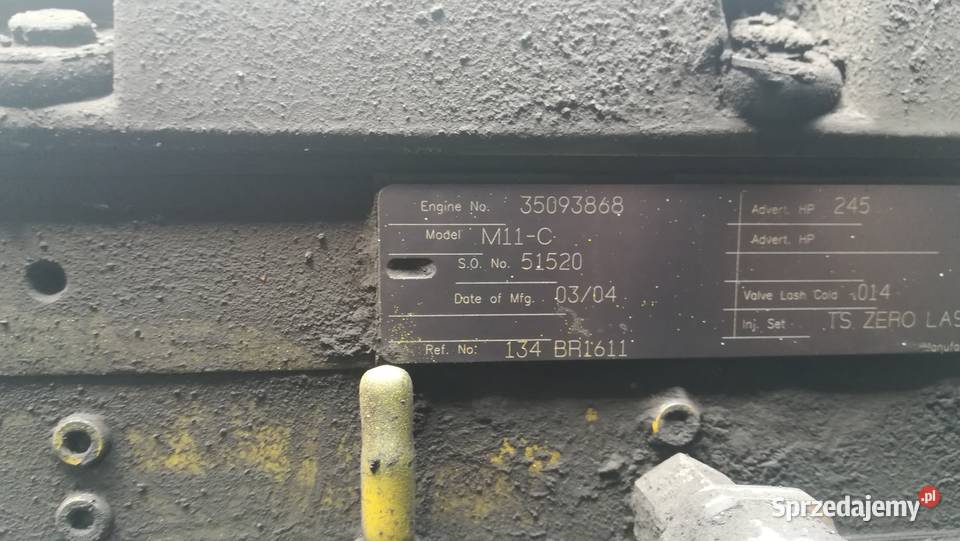 Engine No. 35093868
Model M11-C
S.O. No. 51520
Date of Mfg. 03/04
Ref. No. 134 BR1611
Advert. HP 245
Advert. HP
Valve Lash Cold .014
Inj. Set TS ZERO LAS
Manufa
Sprzedajemy.pl